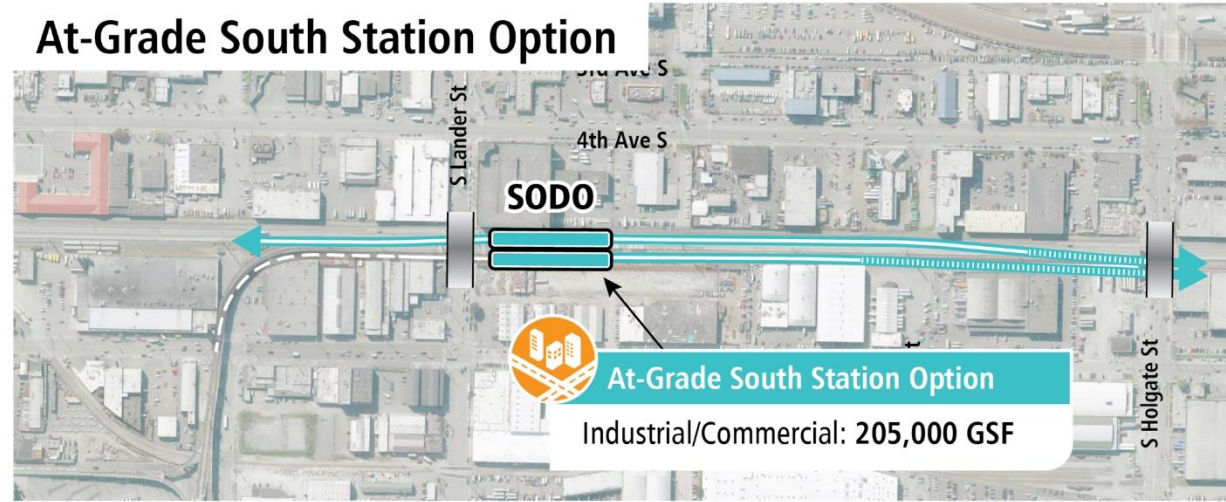 At-Grade South Station Option
S Lander St
4th Ave S
SODO
At-Grade South Station Option
Industrial/Commercial: 205,000 GSF
S Holgate St